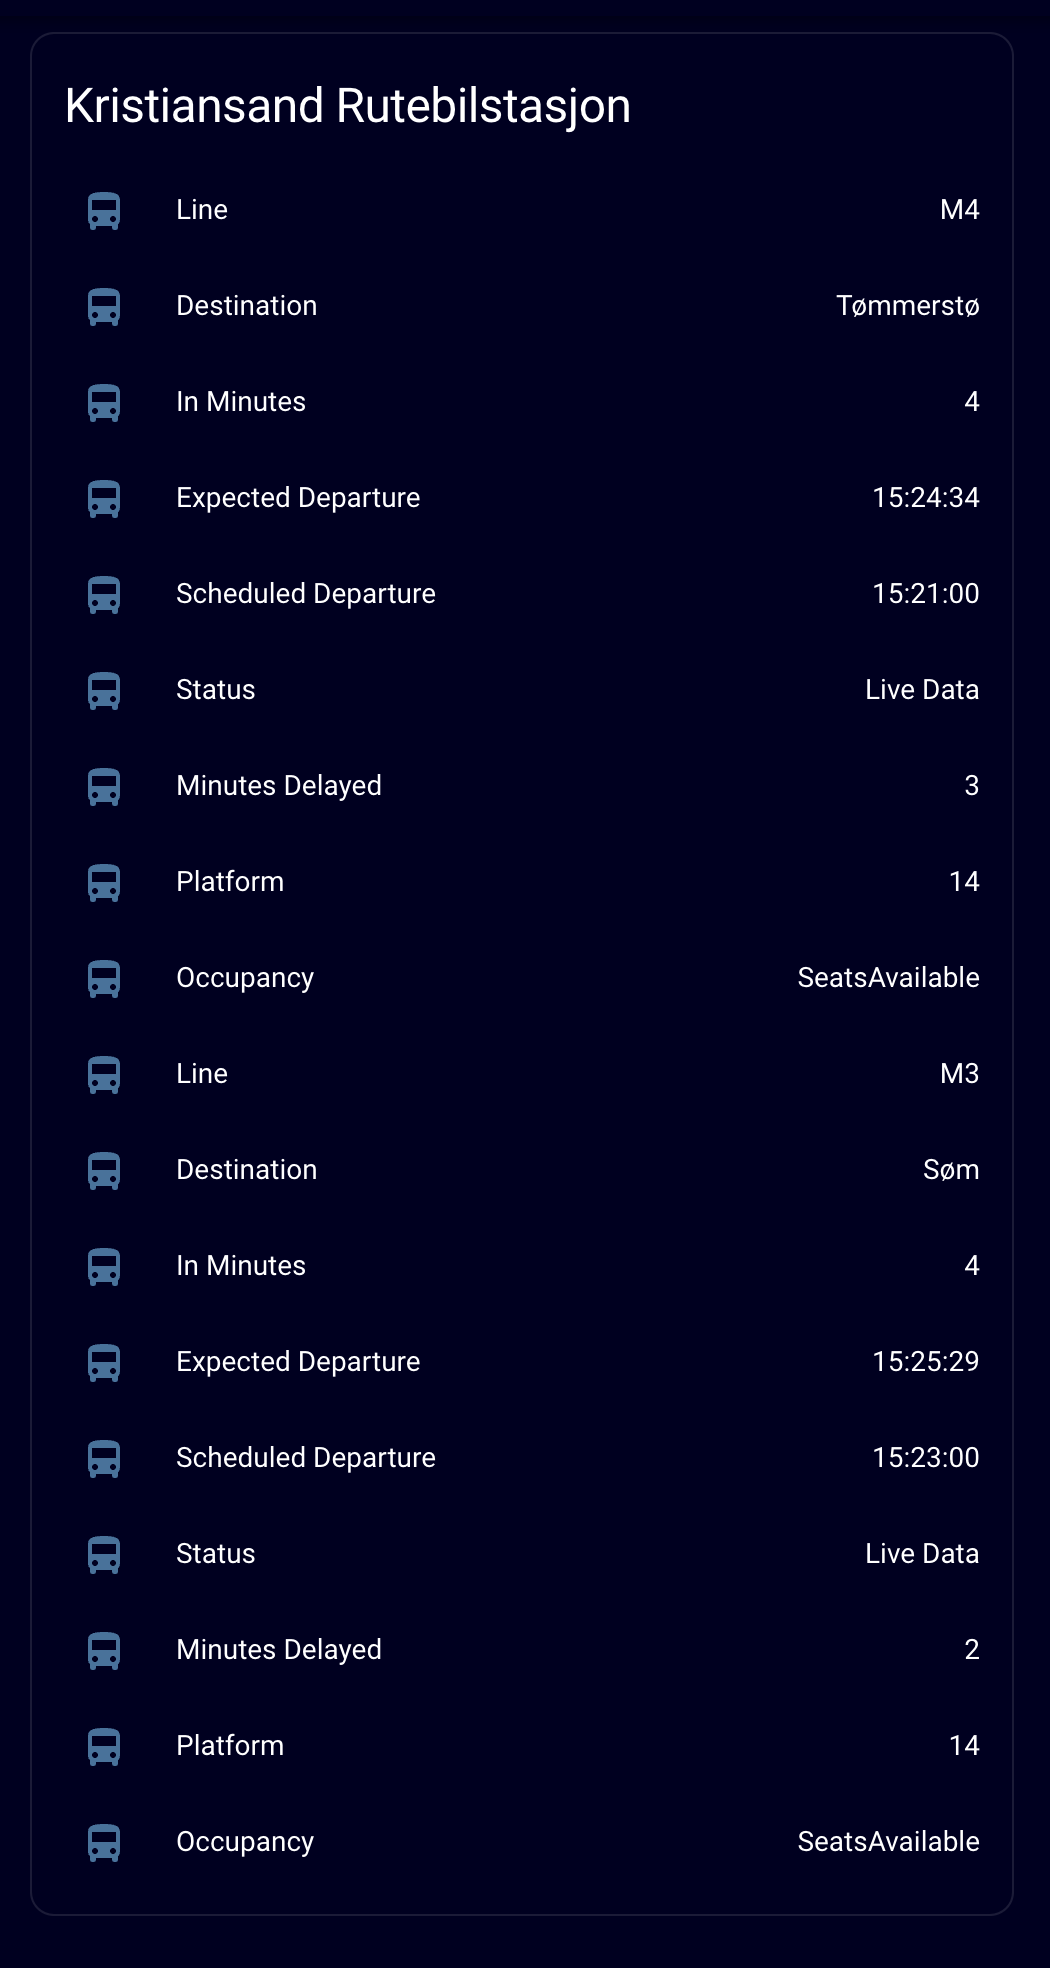 Kristiansand Rutebilstasjon
Line M4
Destination Tømmerstø
In Minutes 4
Expected Departure 15:24:34
Scheduled Departure 15:21:00
Status Live Data
Minutes Delayed 3
Platform 14
Occupancy SeatsAvailable
Line M3
Destination Søm
In Minutes 4
Expected Departure 15:25:29
Scheduled Departure 15:23:00
Status Live Data
Minutes Delayed 2
Platform 14
Occupancy SeatsAvailable